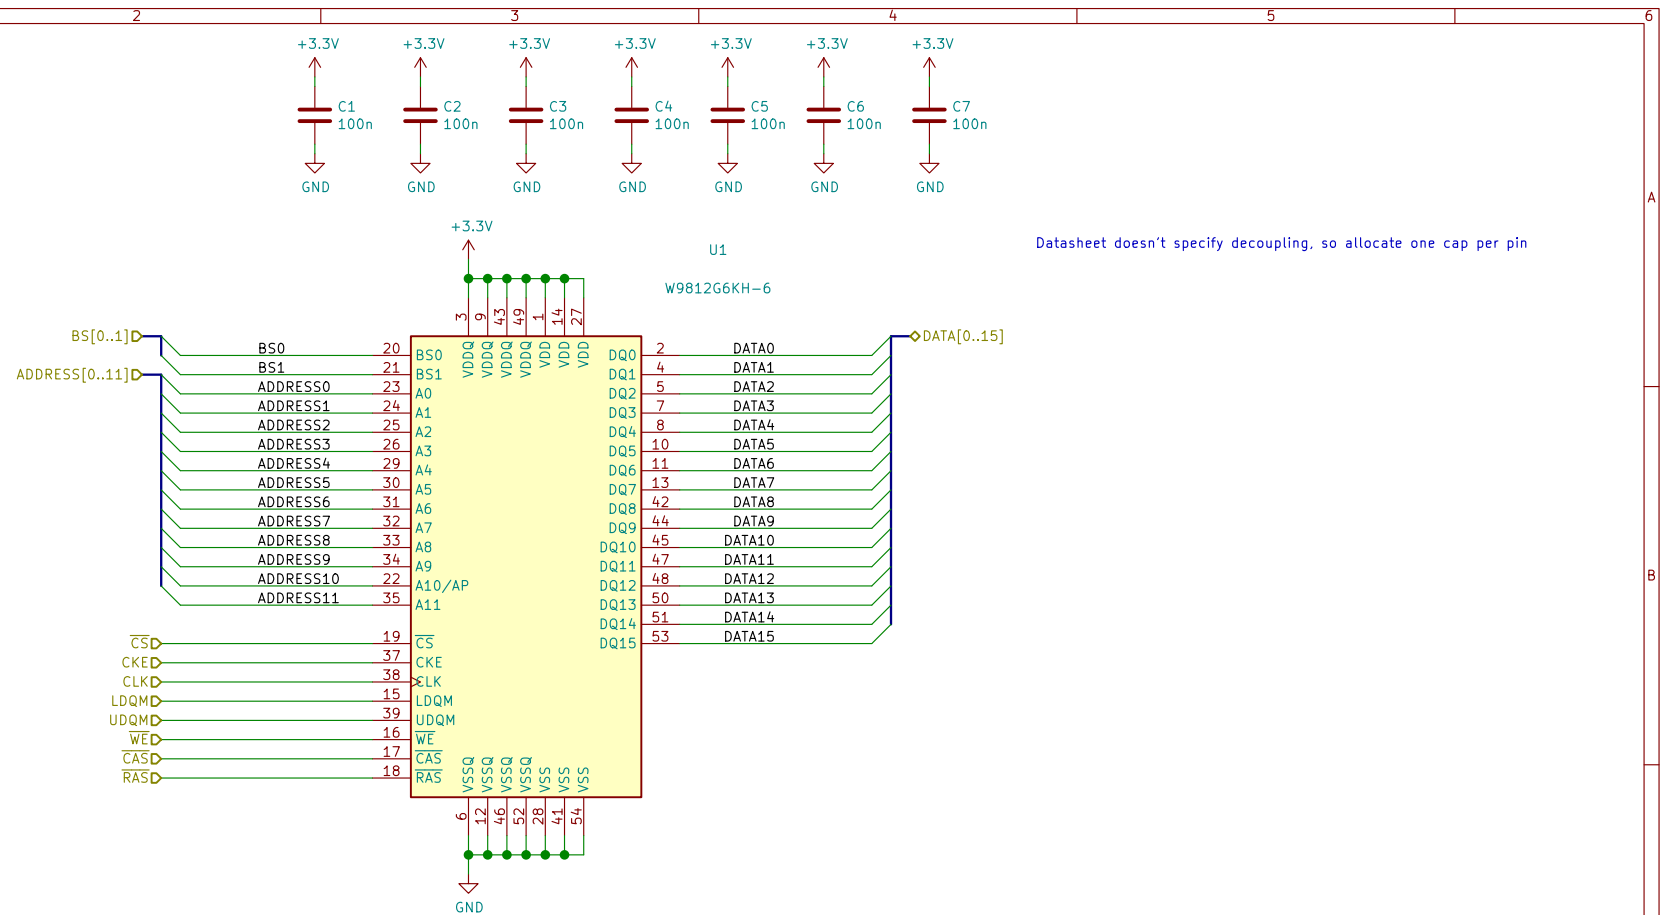 2 3 4 5 6
+3.3V +3.3V +3.3V +3.3V +3.3V +3.3V +3.3V
C1 C2 C3 C4 C5 C6 C7
100n 100n 100n 100n 100n 100n 100n
GND GND GND GND GND GND GND
A
+3.3V
U1
Datasheet doesn't specify decoupling, so allocate one cap per pin
W9812G6KH-6
3 9 43 49 1 14 27
VDDQ VDDQ VDDQ VDDQ VDD VDD VDD
BS[0..1] DATA[0..15]
BS0 20 BS0 DQ0 2 DATA0
ADDRESS[0..11] BS1 21 BS1 DQ1 4 DATA1
ADDRESS0 23 A0 DQ2 5 DATA2
ADDRESS1 24 A1 DQ3 7 DATA3
ADDRESS2 25 A2 DQ4 8 DATA4
ADDRESS3 26 A3 DQ5 10 DATA5
ADDRESS4 29 A4 DQ6 11 DATA6
ADDRESS5 30 A5 DQ7 13 DATA7
ADDRESS6 31 A6 DQ8 42 DATA8
ADDRESS7 32 A7 DQ9 44 DATA9
ADDRESS8 33 A8 DQ10 45 DATA10
ADDRESS9 34 A9 DQ11 47 DATA11
ADDRESS10 22 A10/AP DQ12 48 DATA12
B
ADDRESS11 35 A11 DQ13 50 DATA13
DQ14 51 DATA14
CS 19 CS DQ15 53 DATA15
CKE 37 CKE
CLK 38 CLK
LDQM 15 LDQM
UDQM 39 UDQM
WE 16 WE
CAS 17 CAS
RAS 18 RAS
VSSQ VSSQ VSSQ VSSQ VSS VSS VSS
6 12 46 52 28 41 54
GND